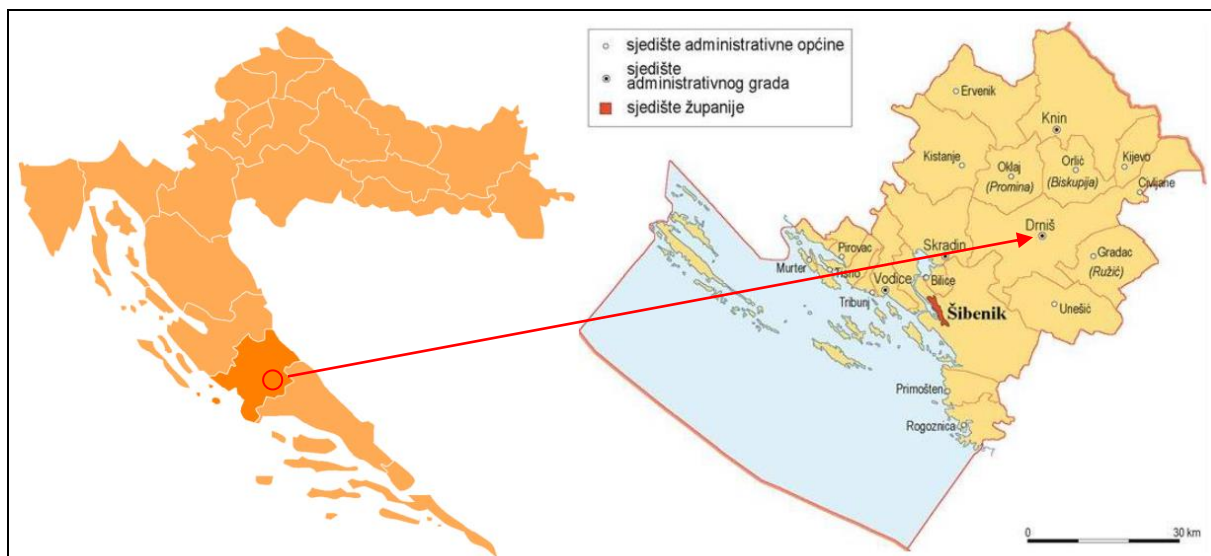 sjedište administrativne općine
sjedište
administrativnog grada
sjedište županije
Ervenik
Knin
Kistanje
Oklaj
(Promina)
Orlić
(Biskupija)
Kijevo
Civljane
Drniš
Skradin
Gradac
(Ružić)
Pirovac
Murter
Tisno
Vodice
Bilice
Tribunj
Šibenik
Unešić
Primošten
Rogoznica
0
30 km